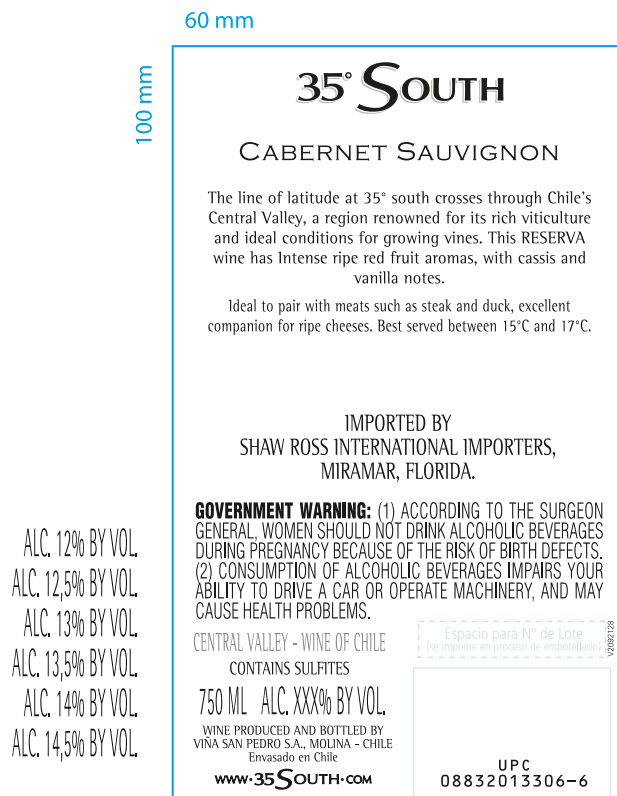 60 mm
100 mm
35° SOUTH
CABERNET SAUVIGNON
The line of latitude at 35° south crosses through Chile's
Central Valley, a region renowned for its rich viticulture
and ideal conditions for growing vines. This RESERVA
wine has Intense ripe red fruit aromas, with cassis and
vanilla notes.
Ideal to pair with meats such as steak and duck, excellent
companion for ripe cheeses. Best served between 15°C and 17°C.
IMPORTED BY
SHAW ROSS INTERNATIONAL IMPORTERS,
MIRAMAR, FLORIDA.
GOVERNMENT WARNING: (1) ACCORDING TO THE SURGEON
GENERAL, WOMEN SHOULD NOT DRINK ALCOHOLIC BEVERAGES
DURING PREGNANCY BECAUSE OF THE RISK OF BIRTH DEFECTS.
(2) CONSUMPTION OF ALCOHOLIC BEVERAGES IMPAIRS YOUR
ABILITY TO DRIVE A CAR OR OPERATE MACHINERY, AND MAY
CAUSE HEALTH PROBLEMS.
CENTRAL VALLEY - WINE OF CHILE
CONTAINS SULFITES
750 ML ALC. XXX% BY VOL.
WINE PRODUCED AND BOTTLED BY
VIÑA SAN PEDRO S.A., MOLINA - CHILE
Envasado en Chile
WWW·35SOUTH·COM
Espacio para Nº de Lote
(se imprime en proceso de embotellado)
V2092128
UPC
08832013306-6
ALC. 12% BY VOL.
ALC. 12,5% BY VOL.
ALC. 13% BY VOL.
ALC. 13,5% BY VOL.
ALC. 14% BY VOL.
ALC. 14,5% BY VOL.